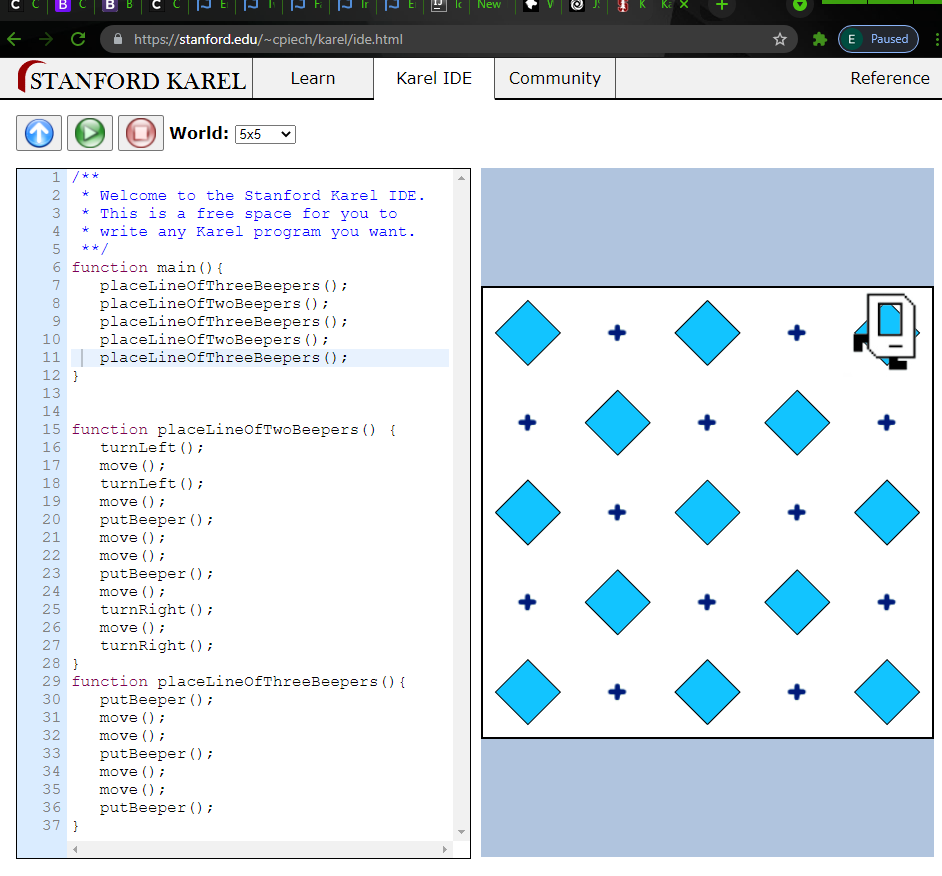 New
https://stanford.edu/~cpiech/karel/ide.html
E Paused
STANFORD KAREL Learn Karel IDE Community Reference
World: 5x5
1 /**
2 * Welcome to the Stanford Karel IDE.
3 * This is a free space for you to
4 * write any Karel program you want.
5 **/
6 function main(){
7 placeLineOfThreeBeepers();
8 placeLineOfTwoBeepers();
9 placeLineOfThreeBeepers();
10 placeLineOfTwoBeepers();
11 placeLineOfThreeBeepers();
12 }
13
14
15 function placeLineOfTwoBeepers() {
16 turnLeft();
17 move();
18 turnLeft();
19 move();
20 putBeeper();
21 move();
22 move();
23 putBeeper();
24 move();
25 turnRight();
26 move();
27 turnRight();
28 }
29 function placeLineOfThreeBeepers(){
30 putBeeper();
31 move();
32 move();
33 putBeeper();
34 move();
35 move();
36 putBeeper();
37 }